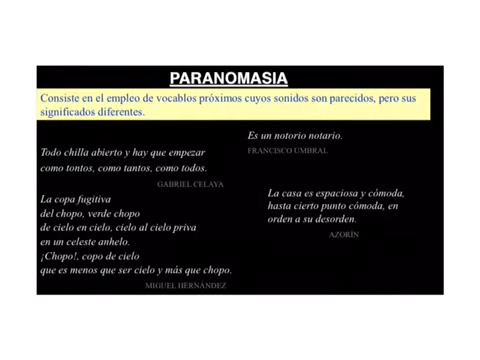 PARANOMASIA
Consiste en el empleo de vocablos próximos cuyos sonidos son parecidos, pero sus
significados diferentes.
Todo chilla abierto y hay que empezar
como tontos, como tantos, como todos.
GABRIEL CELAYA
La copa fugitiva
del chopo, verde chopo
de cielo en cielo, cielo al cielo priva
en un celeste anhelo.
¡Chopo!, copo de cielo
que es menos que ser cielo y más que chopo.
MIGUEL HERNÁNDEZ
Es un notorio notario.
FRANCISCO UMBRAL
La casa es espaciosa y cómoda,
hasta cierto punto cómoda, en
orden a su desorden.
AZORÍN